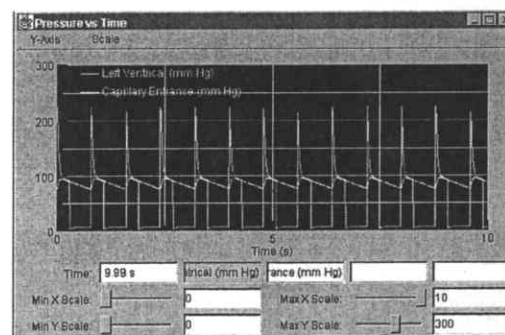 Pressure vs Time
Y-Axis Scale
300
Left Ventrical (mm Hg)
Capillary Entrance (mm Hg)
200
100
0
0 5 10
Time (s)
Time: 9.99 s trical (mm Hg) rance (mm Hg)
Min X Scale: 0 Max X Scale: 10
Min Y Scale: 0 Max Y Scale: 300